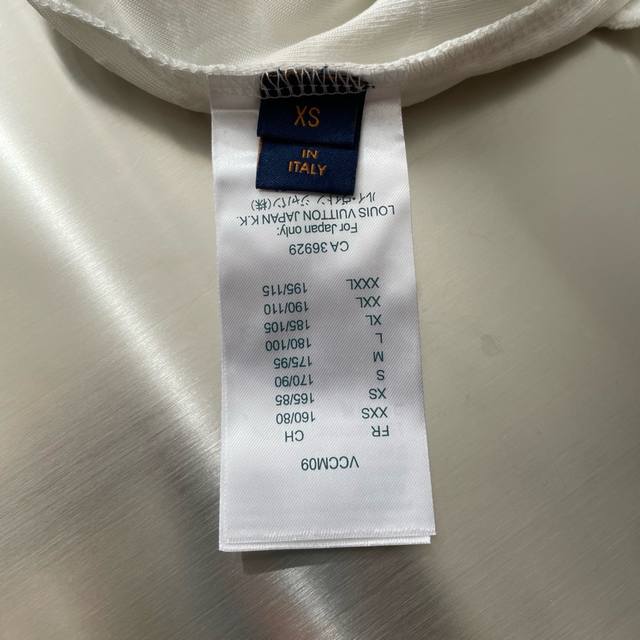 XS
IN
ITALY
VCCM09
FR CH
XXS 160/80
XS 165/85
S 170/90
M 175/95
L 180/100
XL 185/105
XXL 190/110
XXXL 195/115
CA 36929
For Japan only:
LOUIS VUITTON JAPAN K.K.
ルイ・ヴィトン ジャパン(株)